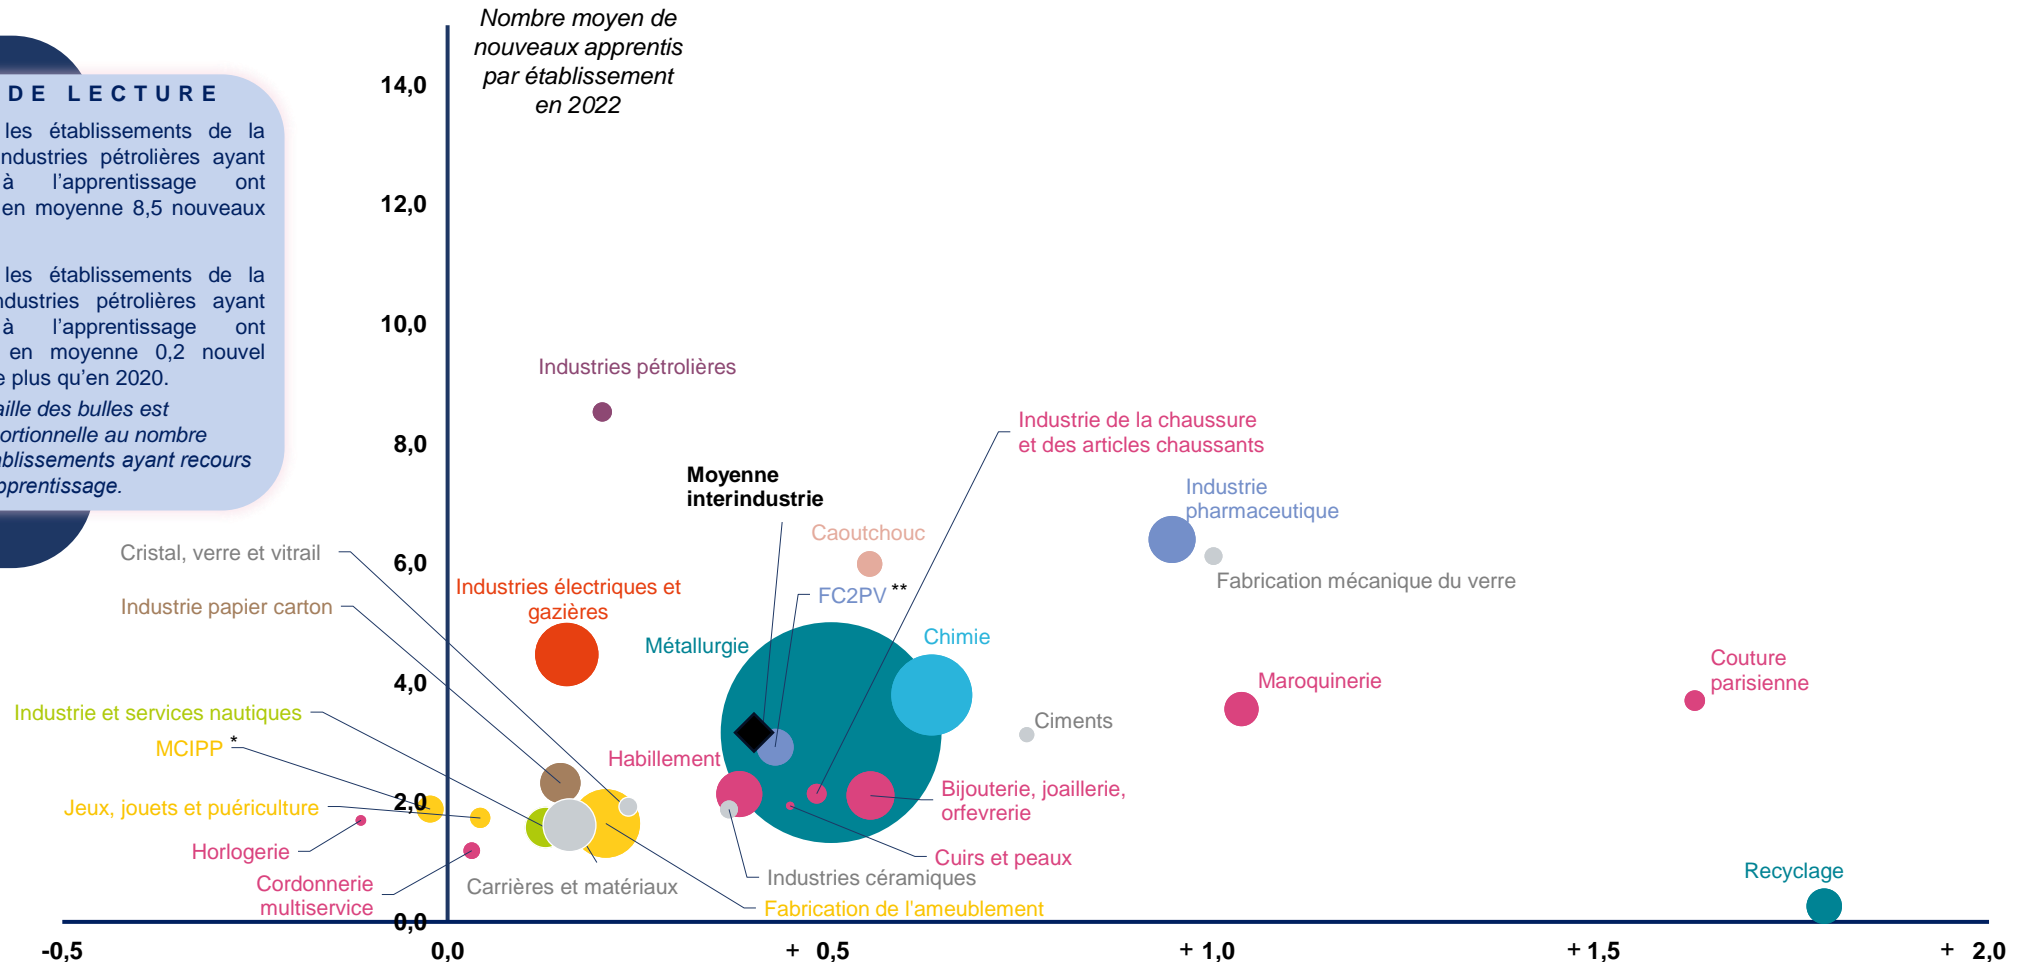 Nombre moyen de
nouveaux apprentis
par établissement
en 2022
DE LECTURE
les établissements de la
industries pétrolières ayant
à l'apprentissage ont
en moyenne 8,5 nouveaux
les établissements de la
industries pétrolières ayant
à l'apprentissage ont
en moyenne 0,2 nouvel
plus qu'en 2020.
des bulles est
au nombre
ayant recours
14,0
12,0
10,0
8,0
6,0
4,0
2,0
0,0
Industries pétrolières
Industrie de la chaussure
et des articles chaussants
Moyenne
interindustrie
Industrie
pharmaceutique
Caoutchouc
Cristal, verre et vitrail
Fabrication mécanique du verre
Industries électriques et
gazières
FC2PV **
Industrie papier carton
Métallurgie
Chimie
Couture
parisienne
Maroquinerie
Industrie et services nautiques
Ciments
MCIPP *
Habillement
Bijouterie, joaillerie,
orfevrerie
Jeux, jouets et puériculture
Horlogerie
Cuirs et peaux
Recyclage
Cordonnerie
multiservice
Carrières et matériaux
Industries céramiques
Fabrication de l'ameublement
-0,5
0,0
+ 0,5
+ 1,0
+ 1,5
+ 2,0